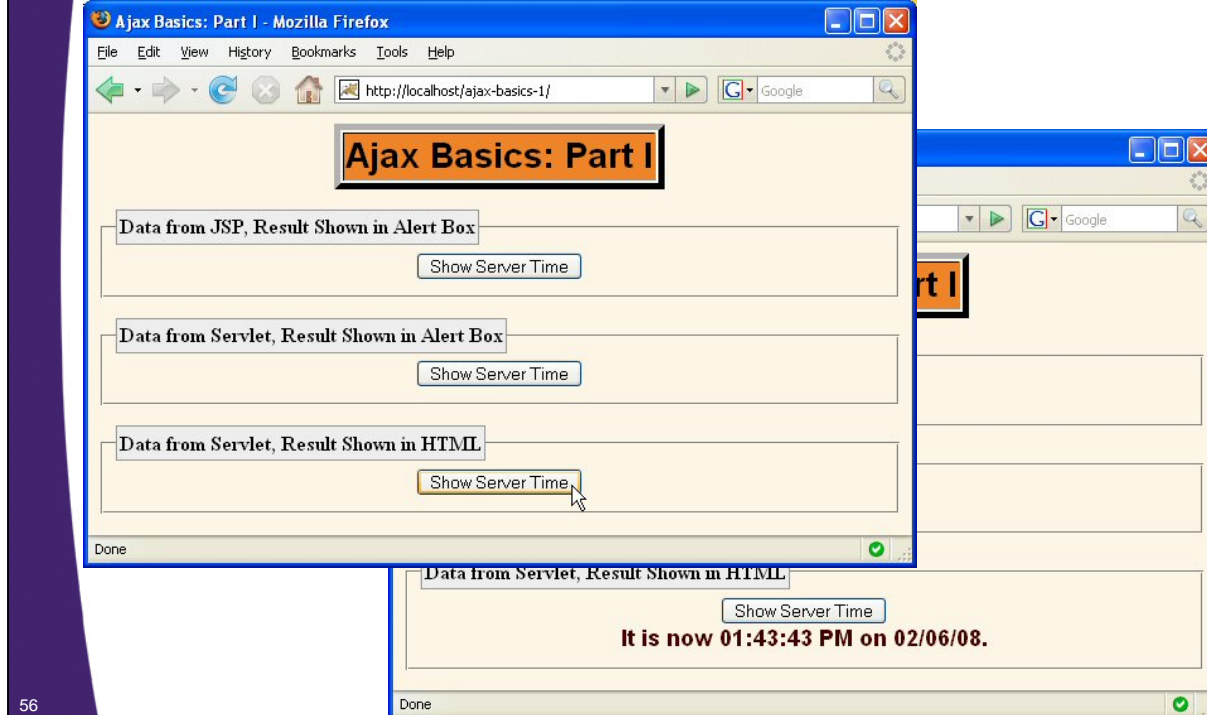 Ajax Basics: Part I - Mozilla Firefox
File Edit View History Bookmarks Tools Help
http://localhost/ajax-basics-1/ G Google
Ajax Basics: Part I
Data from JSP, Result Shown in Alert Box
Show Server Time
Data from Servlet, Result Shown in Alert Box
Show Server Time
Data from Servlet, Result Shown in HTML
Show Server Time
Done
G Google
rt I
Data from Servlet, Result Shown in HTML
Show Server Time
It is now 01:43:43 PM on 02/06/08.
Done
56